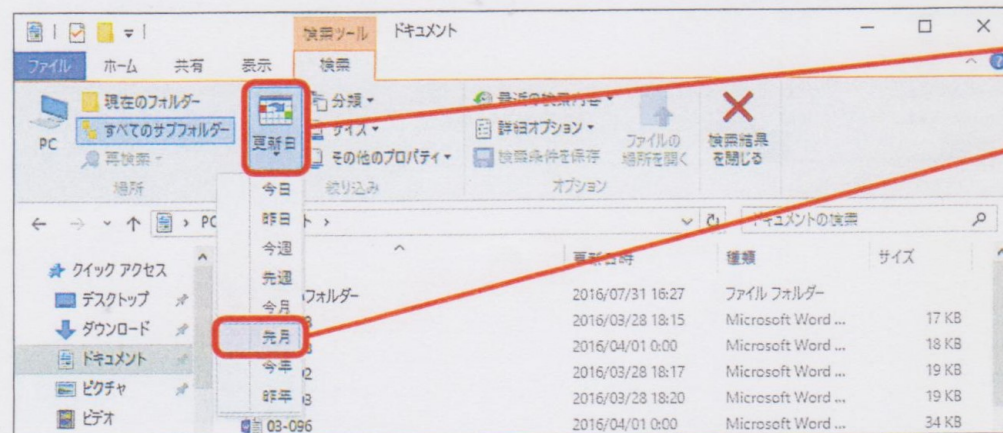 検索ツール ドキュメント
ファイル ホーム 共有 表示 検索
現在のフォルダー
すべてのサブフォルダー
再検索
PC
場所
更新日
分類
サイズ
その他のプロパティ
絞り込み
最近の検索内容
詳細オプション
検索条件を保存
ファイルの
場所を開く
オプション
検索結果
を閉じる
PC
ドキュメントの検索
今日
昨日
今週
先週
今月
先月
今年
昨年
クイック アクセス
デスクトップ
ダウンロード
ドキュメント
ピクチャ
ビデオ
更新日時 種類 サイズ
フォルダー 2016/07/31 16:27 ファイル フォルダー
2016/03/28 18:15 Microsoft Word ... 17 KB
2016/04/01 0:00 Microsoft Word ... 18 KB
2016/03/28 18:17 Microsoft Word ... 19 KB
2016/03/28 18:20 Microsoft Word ... 19 KB
03-096 2016/04/01 0:00 Microsoft Word ... 34 KB